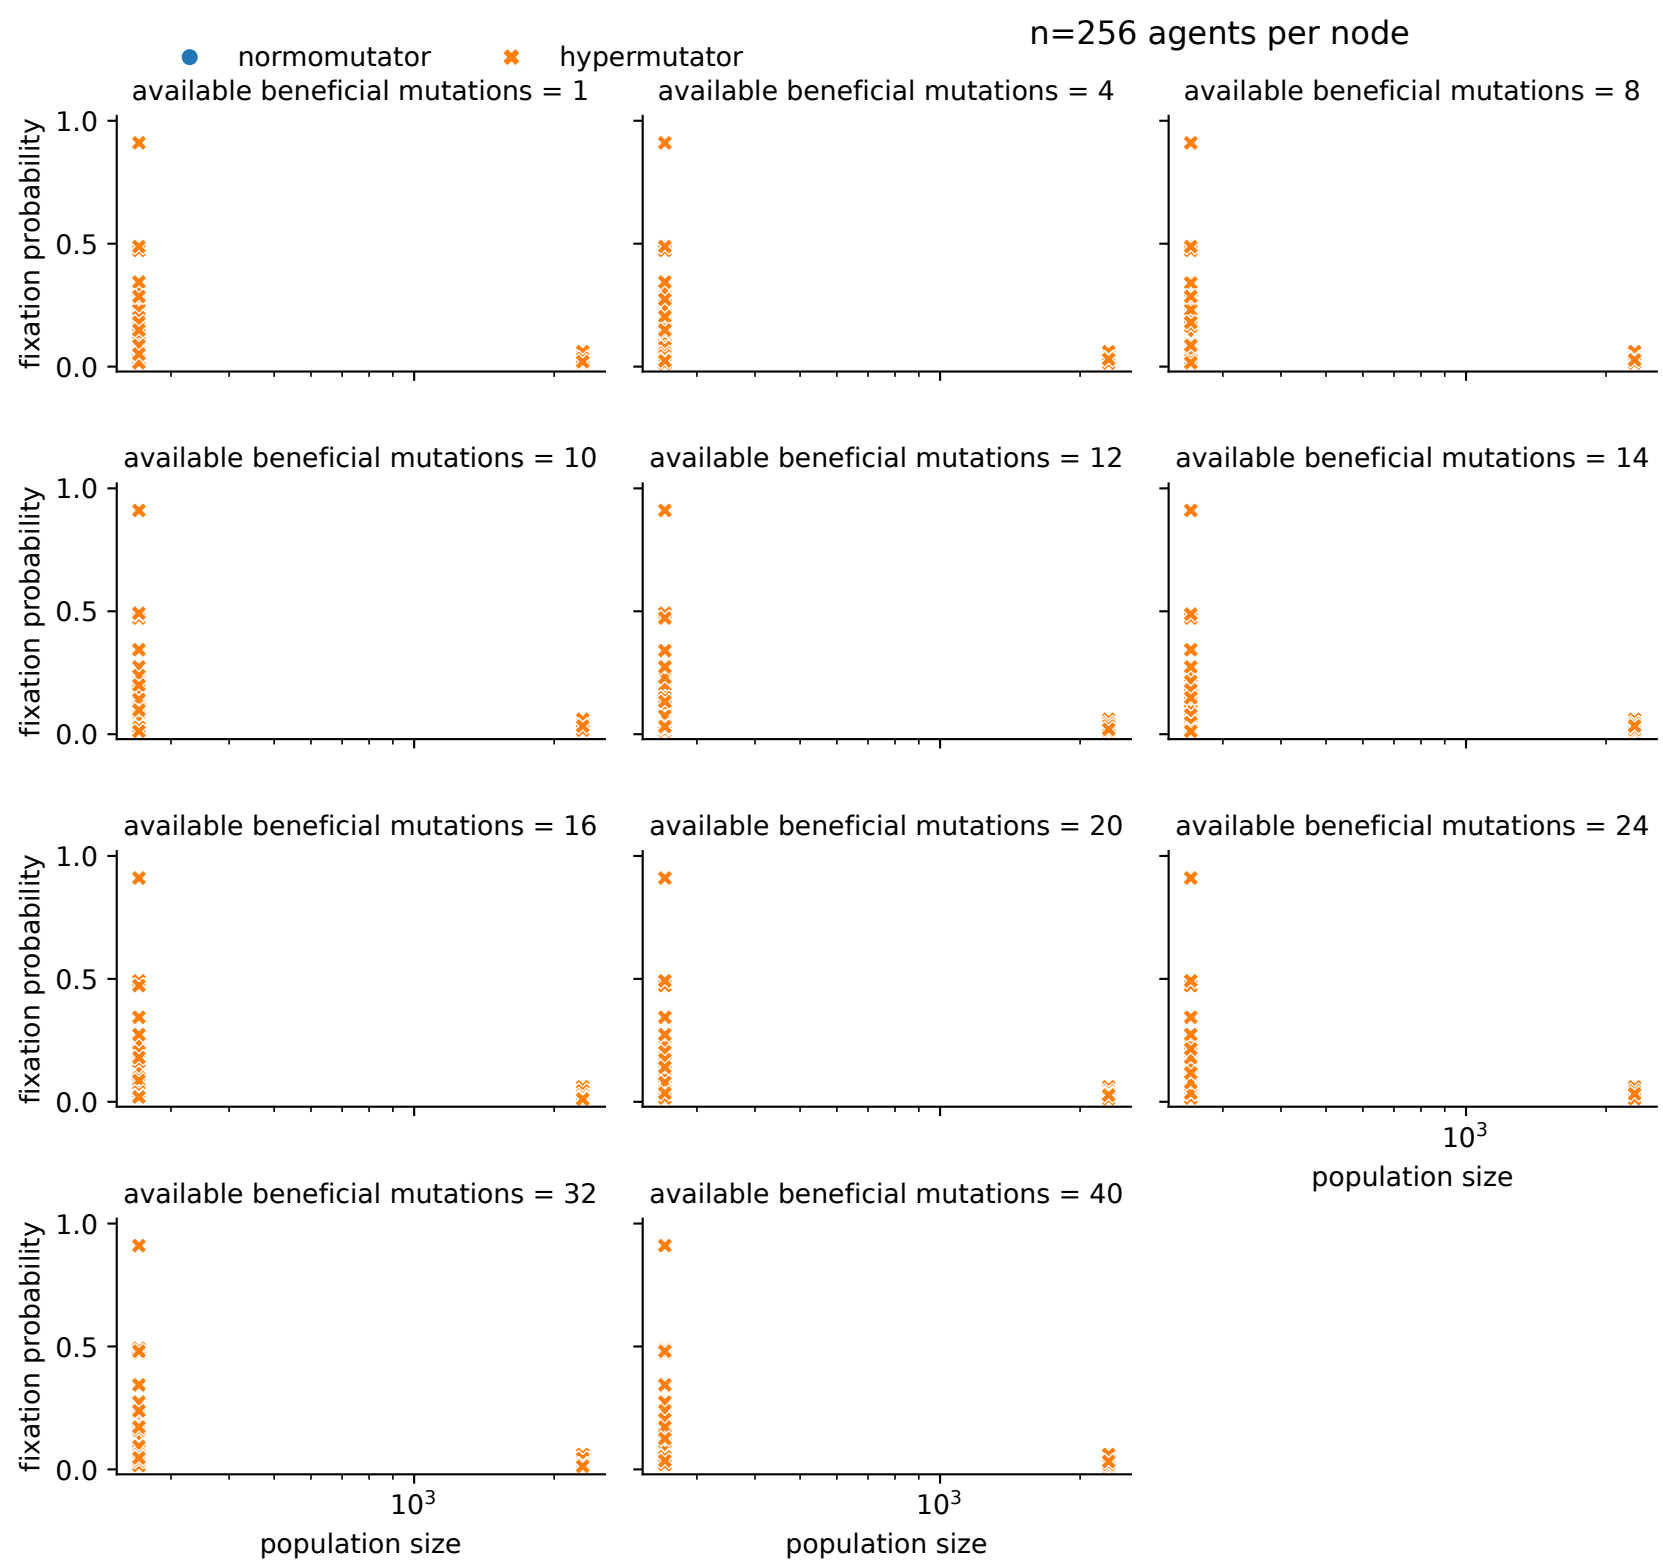 n=256 agents per node
normomutator hypermutator
available beneficial mutations = 1 available beneficial mutations = 4 available beneficial mutations = 8
fixation probability
1.0
0.5
0.0
available beneficial mutations = 10 available beneficial mutations = 12 available beneficial mutations = 14
fixation probability
1.0
0.5
0.0
available beneficial mutations = 16 available beneficial mutations = 20 available beneficial mutations = 24
fixation probability
1.0
0.5
0.0
10³
population size
available beneficial mutations = 32 available beneficial mutations = 40
fixation probability
1.0
0.5
0.0
10³ 10³
population size population size